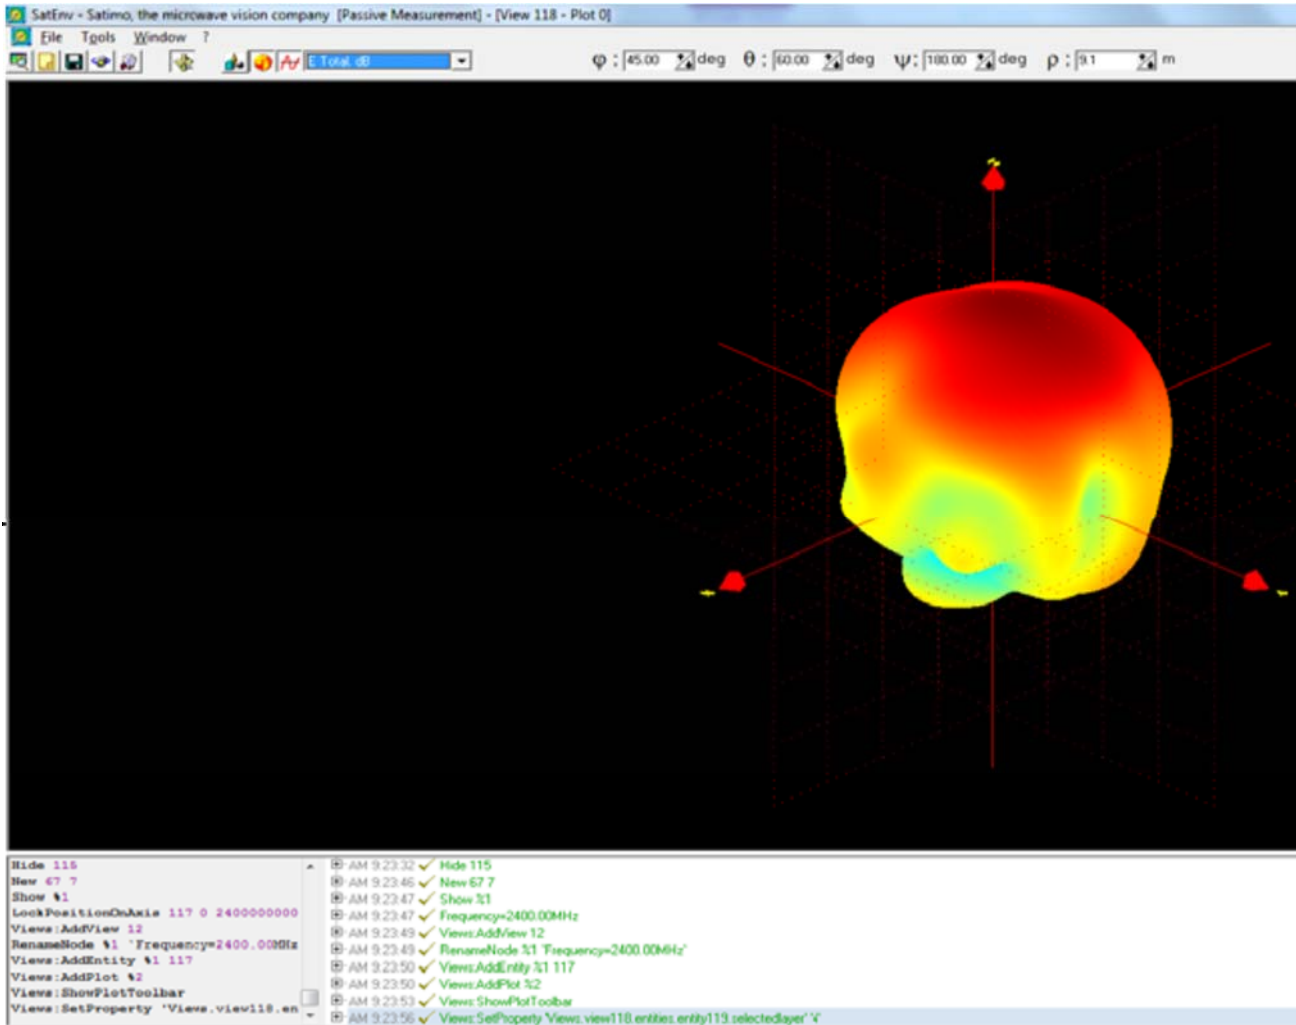 SatEnv - Satimo, the microwave vision company [Passive Measurement] - [View 118 - Plot 0]
File Tools Window ?
E Total dB φ : 45.00 deg θ : 60.00 deg ψ : 180.00 deg ρ : 9.1 m
Hide 115
New 67 7
Show %1
LockPositionOnAxis 117 0 2400000000
Views:AddView 12
RenameNode %1 'Frequency=2400.00MHz
Views:AddEntity %1 117
Views:AddPlot %2
Views:ShowPlotToolbar
Views:SetProperty 'Views.view118.en
AM 9:23:32 Hide 115
AM 9:23:46 New 67 7
AM 9:23:47 Show %1
AM 9:23:47 Frequency=2400.00MHz
AM 9:23:49 Views:AddView 12
AM 9:23:49 RenameNode %1 'Frequency=2400.00MHz'
AM 9:23:50 Views:AddEntity %1 117
AM 9:23:50 Views:AddPlot %2
AM 9:23:53 Views:ShowPlotToolbar
AM 9:23:56 Views:SetProperty 'Views.view118.entities.entity119.selectedlayer'